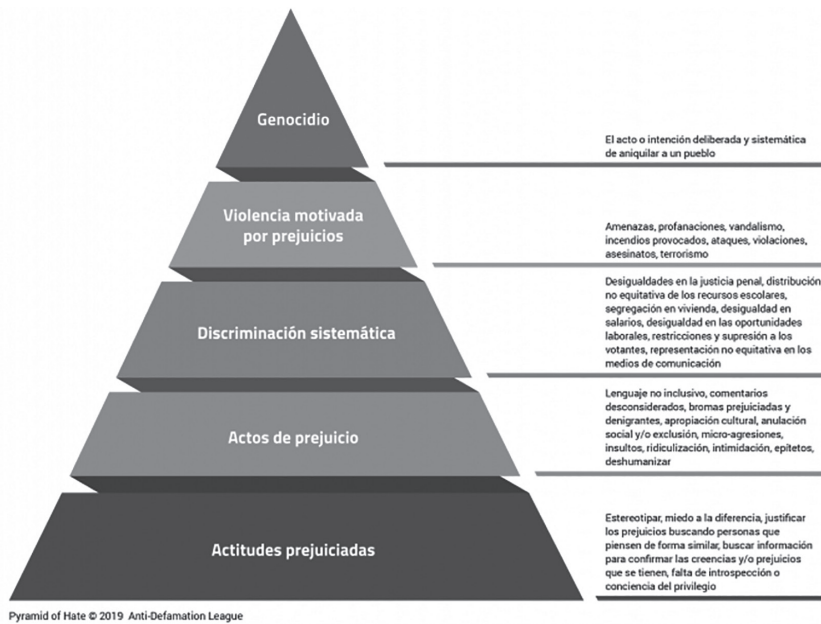 Genocidio
El acto o intención deliberada y sistemática
de aniquilar a un pueblo
Violencia motivada
por prejuicios
Amenazas, profanaciones, vandalismo,
incendios provocados, ataques, violaciones,
asesinatos, terrorismo
Discriminación sistemática
Desigualdades en la justicia penal, distribución
no equitativa de los recursos escolares,
segregación en vivienda, desigualdad en
salarios, desigualdad en las oportunidades
laborales, restricciones y supresión a los
votantes, representación no equitativa en los
medios de comunicación
Actos de prejuicio
Lenguaje no inclusivo, comentarios
desconsiderados, bromas prejuiciadas y
denigrantes, apropiación cultural, anulación
social y/o exclusión, micro-agresiones,
insultos, ridiculización, intimidación, epítetos,
deshumanizar
Actitudes prejuiciadas
Estereotipar, miedo a la diferencia, justificar
los prejuicios buscando personas que
piensen de forma similar, buscar información
para confirmar las creencias y/o prejuicios
que se tienen, falta de introspección o
conciencia del privilegio
Pyramid of Hate © 2019 Anti-Defamation League